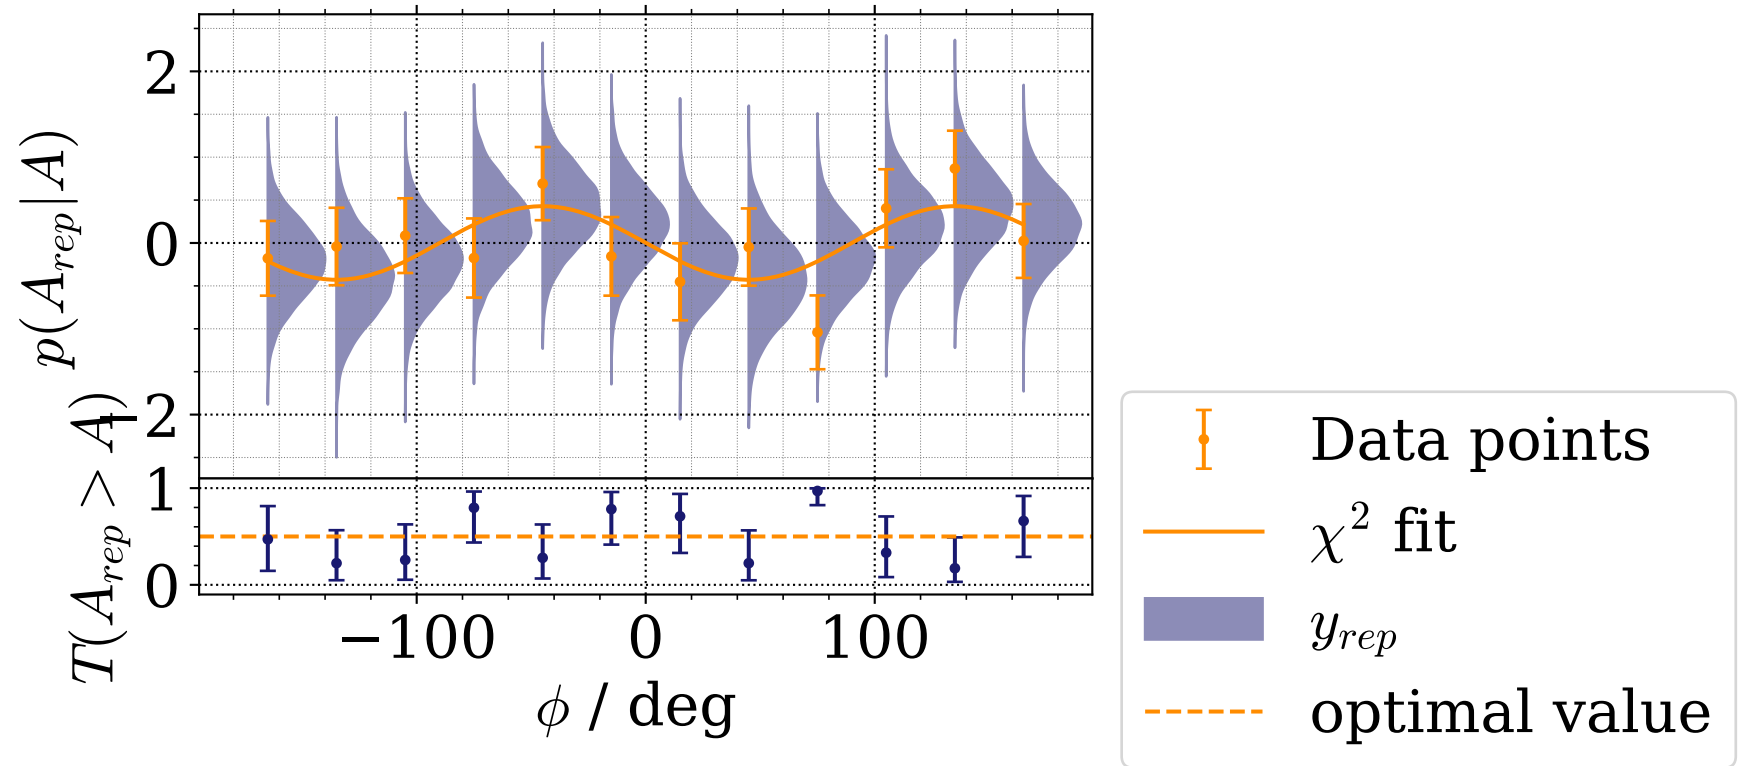 p(A_rep|A)
2
0
−2
T(A_rep > A)
1
0
−100 0 100
ϕ / deg
Data points
χ² fit
y_rep
optimal value